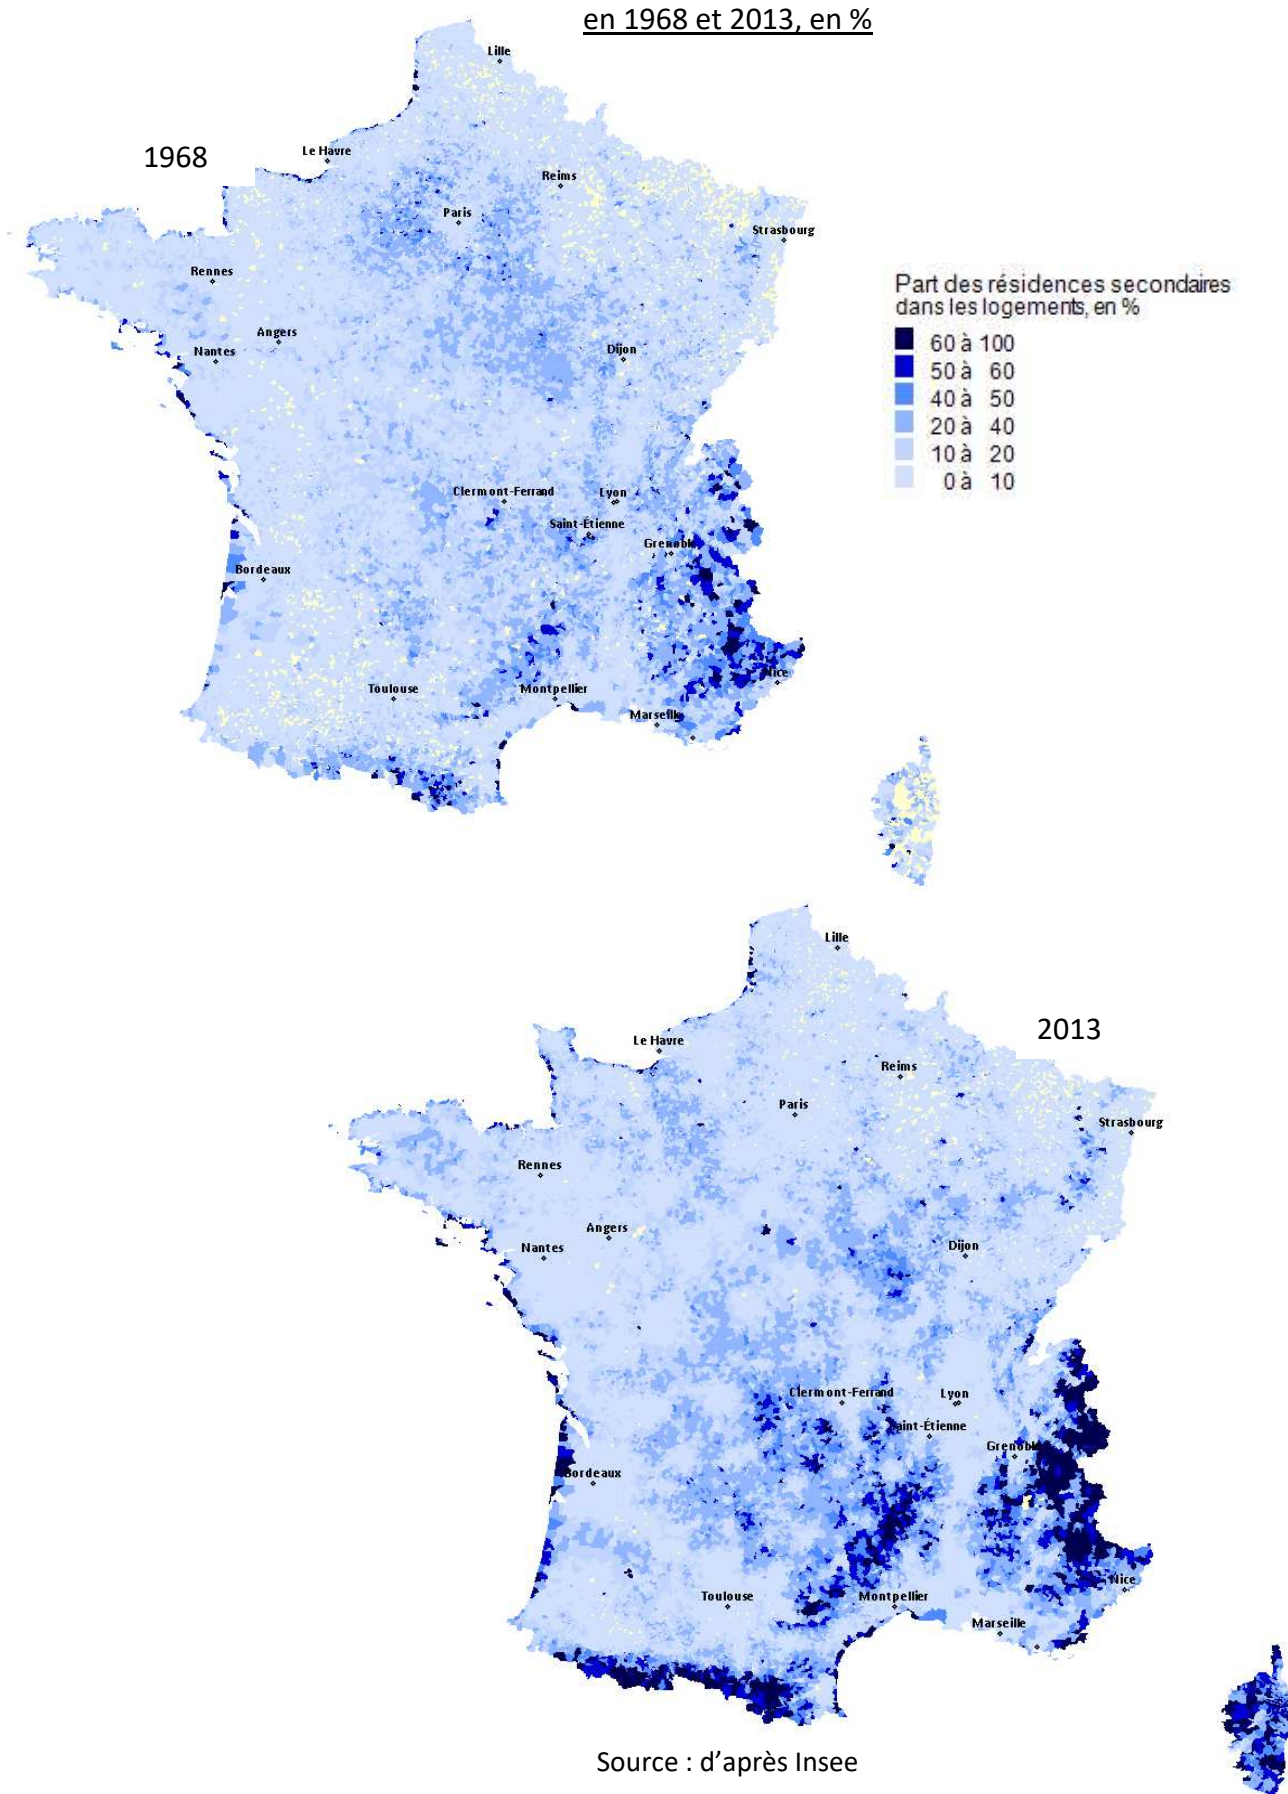 en 1968 et 2013, en %
Lille
1968
Le Havre
Reims
Paris
Strasbourg
Rennes
Angers
Nantes
Dijon
Part des résidences secondaires
dans les logements, en %
60 à 100
50 à 60
40 à 50
20 à 40
10 à 20
0 à 10
Clermont-Ferrand
Lyon
Saint-Étienne
Grenobl
Bordeaux
Toulouse
Montpellier
Nice
Marseille
Lille
2013
Le Havre
Reims
Paris
Strasbourg
Rennes
Angers
Nantes
Dijon
Clermont-Ferrand
Lyon
Saint-Étienne
Grenobl
Bordeaux
Toulouse
Montpellier
Nice
Marseille
Source : d’après Insee